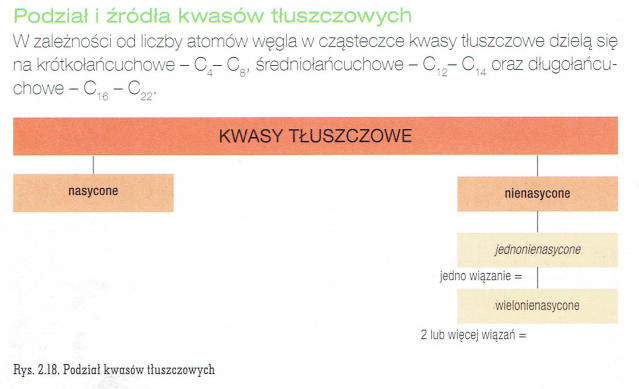 Podział i źródła kwasów tłuszczowych
W zależności od liczby atomów węgla w cząsteczce kwasy tłuszczowe dzielą się
na krótkołańcuchowe – C₄– C₈, średniołańcuchowe – C₁₂– C₁₄ oraz długołańcu-
chowe – C₁₆ – C₂₂.
KWASY TŁUSZCZOWE
nasycone
nienasycone
jednonienasycone
jedno wiązanie =
wielonienasycone
2 lub więcej wiązań =
Rys. 2.18. Podział kwasów tłuszczowych